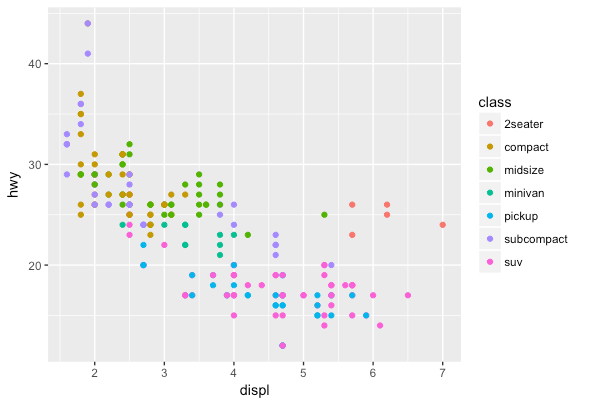 hwy
40
30
20
2 3 4 5 6 7
displ
class
2seater
compact
midsize
minivan
pickup
subcompact
suv